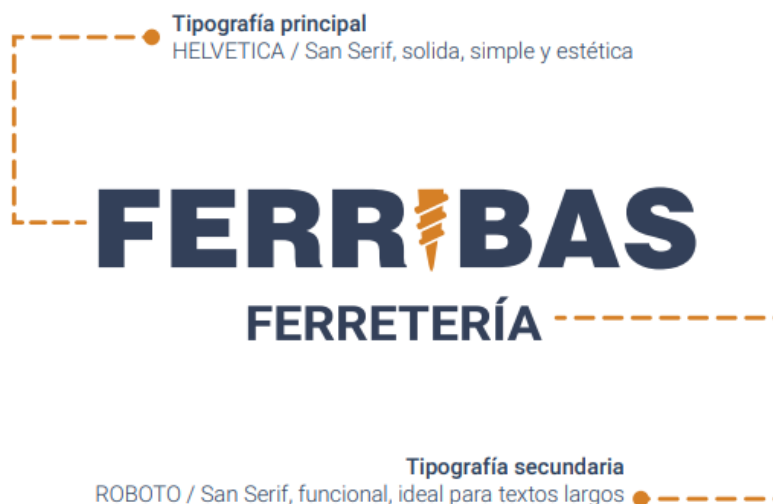 Tipografía principal
HELVETICA / San Serif, solida, simple y estética
FERRIBAS
FERRETERÍA
Tipografía secundaria
ROBOTO / San Serif, funcional, ideal para textos largos